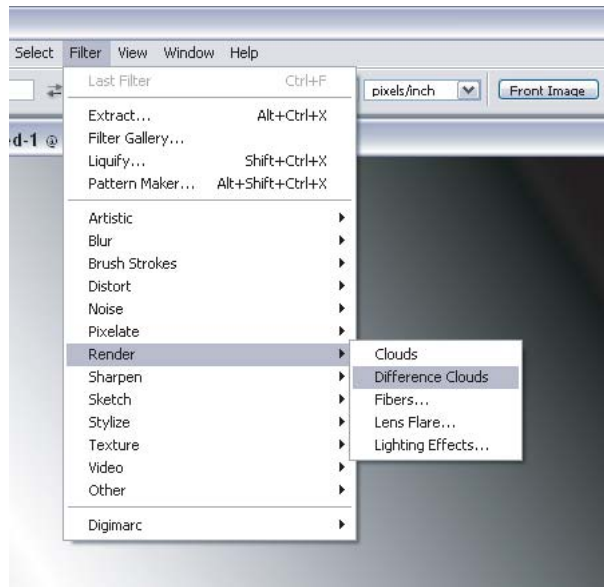 Select Filter View Window Help
pixels/inch Front Image
ed-1 @
Last Filter Ctrl+F
Extract... Alt+Ctrl+X
Filter Gallery...
Liquify... Shift+Ctrl+X
Pattern Maker... Alt+Shift+Ctrl+X
Artistic
Blur
Brush Strokes
Distort
Noise
Pixelate
Render
Sharpen
Sketch
Stylize
Texture
Video
Other
Digimarc
Clouds
Difference Clouds
Fibers...
Lens Flare...
Lighting Effects...